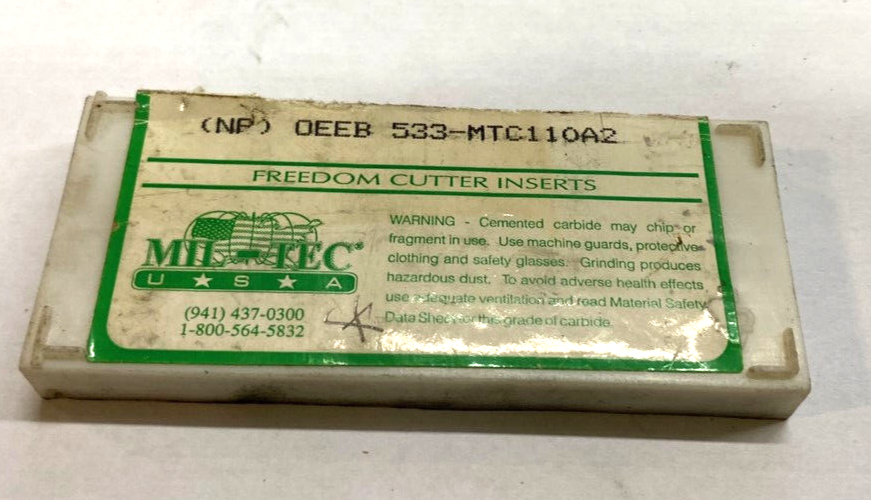 (NP) OEEB 533-MTC110A2
FREEDOM CUTTER INSERTS
MIL-TEC®
U ★ S ★ A
(941) 437-0300
1-800-564-5832
WARNING - Cemented carbide may chip or
fragment in use. Use machine guards, protective
clothing and safety glasses. Grinding produces
hazardous dust. To avoid adverse health effects,
use adequate ventilation and read Material Safety
Data Sheet for this grade of carbide.